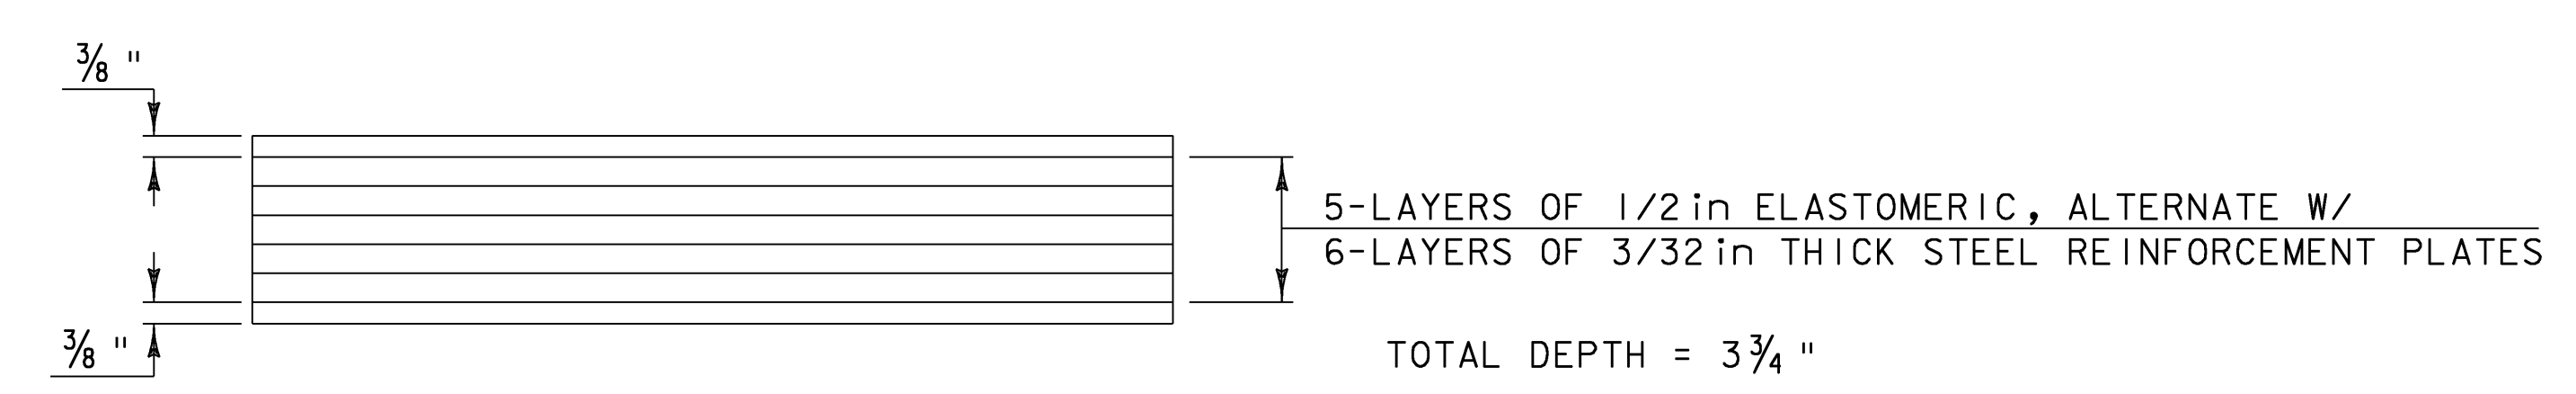 3/8 "
5-LAYERS OF 1/2in ELASTOMERIC, ALTERNATE W/
6-LAYERS OF 3/32in THICK STEEL REINFORCEMENT PLATES
3/8 "
TOTAL DEPTH = 3 3/4 "